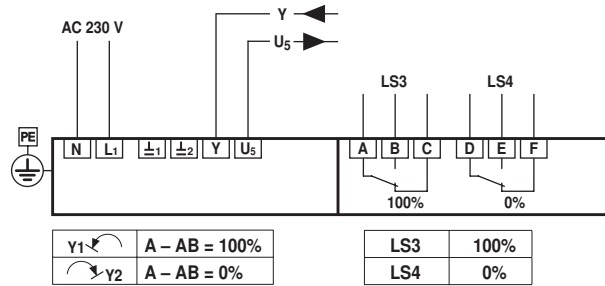 Y
AC 230 V
U5
LS3 LS4
PE
N L1 ⏊1 ⏊2 Y U5 A B C D E F
100% 0%
Y1 A – AB = 100%
Y2 A – AB = 0%
LS3 100%
LS4 0%